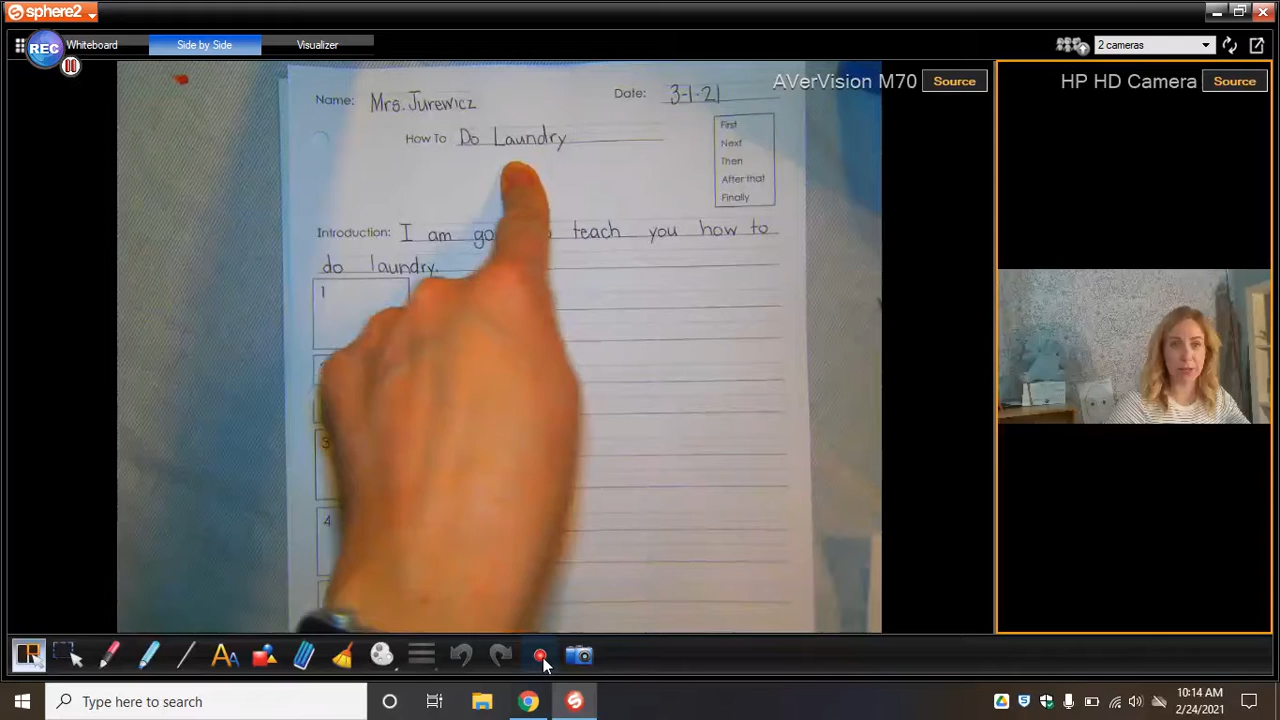 sphere2
REC
Whiteboard
Side by Side
Visualizer
2 cameras
AVerVision M70
Source
HP HD Camera
Source
Name: Mrs. Jurewicz
Date: 3-1-21
How To Do Laundry
First
Next
Then
After that
Finally
Introduction: I am go teach you how to
do laundry.
1
3
4
Type here to search
10:14 AM
2/24/2021